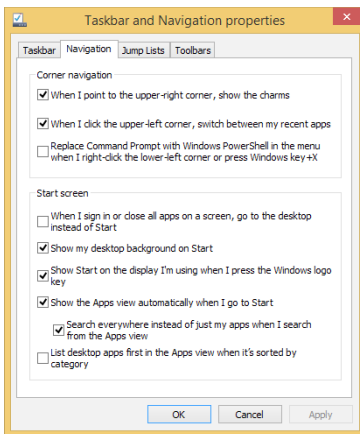 Taskbar and Navigation properties
Taskbar Navigation Jump Lists Toolbars
Corner navigation
When I point to the upper-right corner, show the charms
When I click the upper-left corner, switch between my recent apps
Replace Command Prompt with Windows PowerShell in the menu
when I right-click the lower-left corner or press Windows key+X
Start screen
When I sign in or close all apps on a screen, go to the desktop
instead of Start
Show my desktop background on Start
Show Start on the display I'm using when I press the Windows logo
key
Show the Apps view automatically when I go to Start
Search everywhere instead of just my apps when I search
from the Apps view
List desktop apps first in the Apps view when it's sorted by
category
OK Cancel Apply